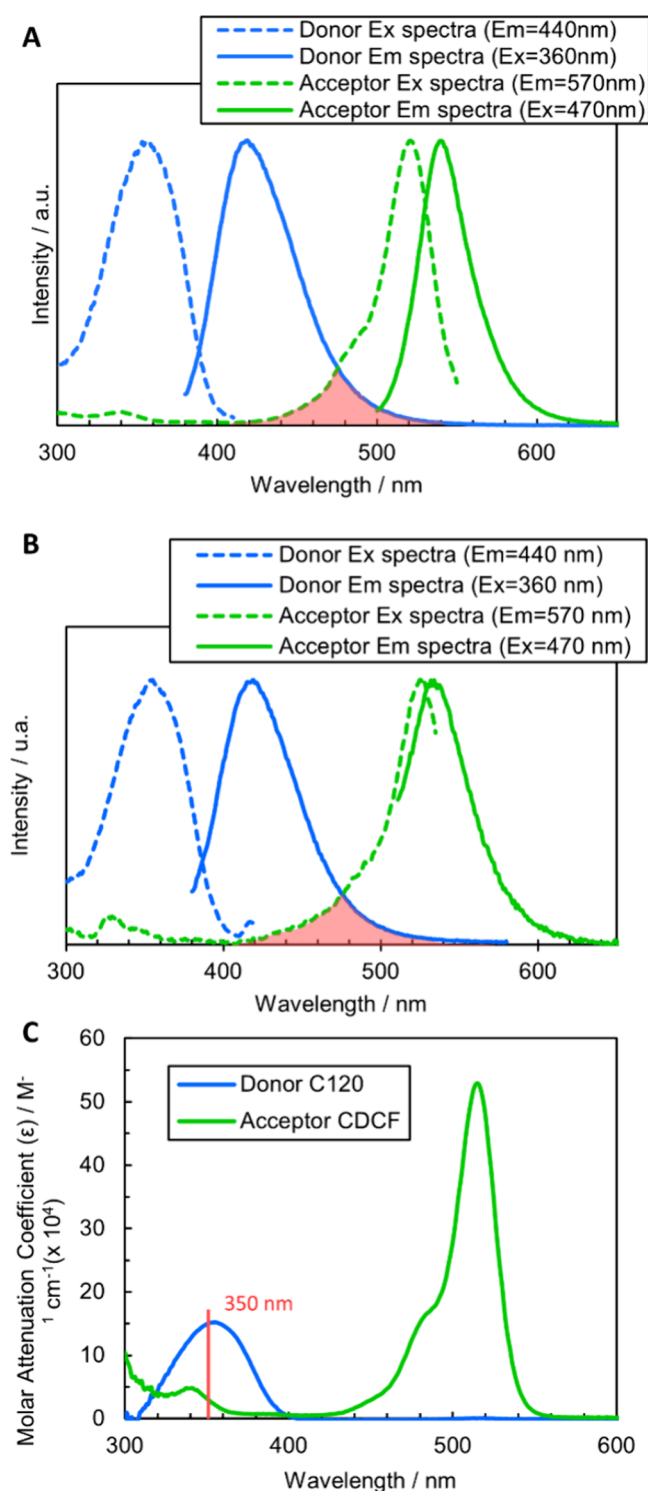 A
Donor Ex spectra (Em=440nm)
Donor Em spectra (Ex=360nm)
Acceptor Ex spectra (Em=570nm)
Acceptor Em spectra (Ex=470nm)
Intensity / a.u.
300 400 500 600
Wavelength / nm
B
Donor Ex spectra (Em=440 nm)
Donor Em spectra (Ex=360 nm)
Acceptor Ex spectra (Em=570 nm)
Acceptor Em spectra (Ex=470 nm)
Intensity / u.a.
300 400 500 600
Wavelength / nm
C
Molar Attenuation Coefficient (ε) / M-
1 cm-1(x 10⁴)
60
50
40
30
20
10
0
Donor C120
Acceptor CDCF
350 nm
300 400 500 600
Wavelength / nm